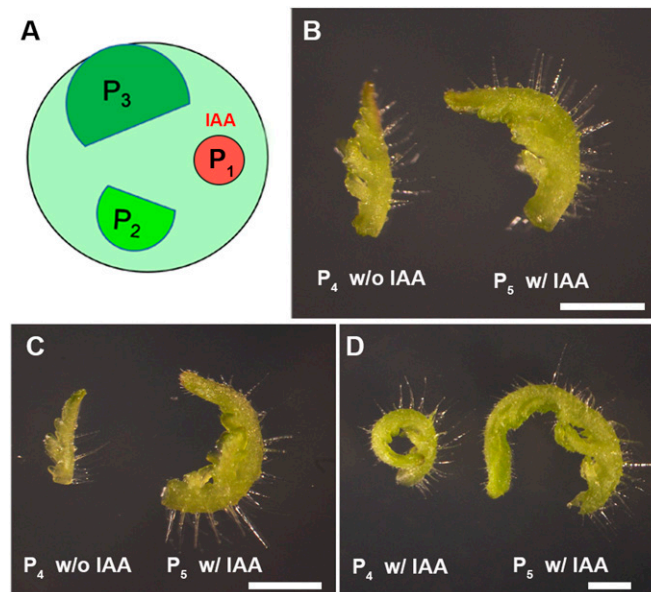 A
P3
IAA
P1
P2
B
P4 w/o IAA P5 w/ IAA
C
P4 w/o IAA P5 w/ IAA
D
P4 w/ IAA P5 w/ IAA